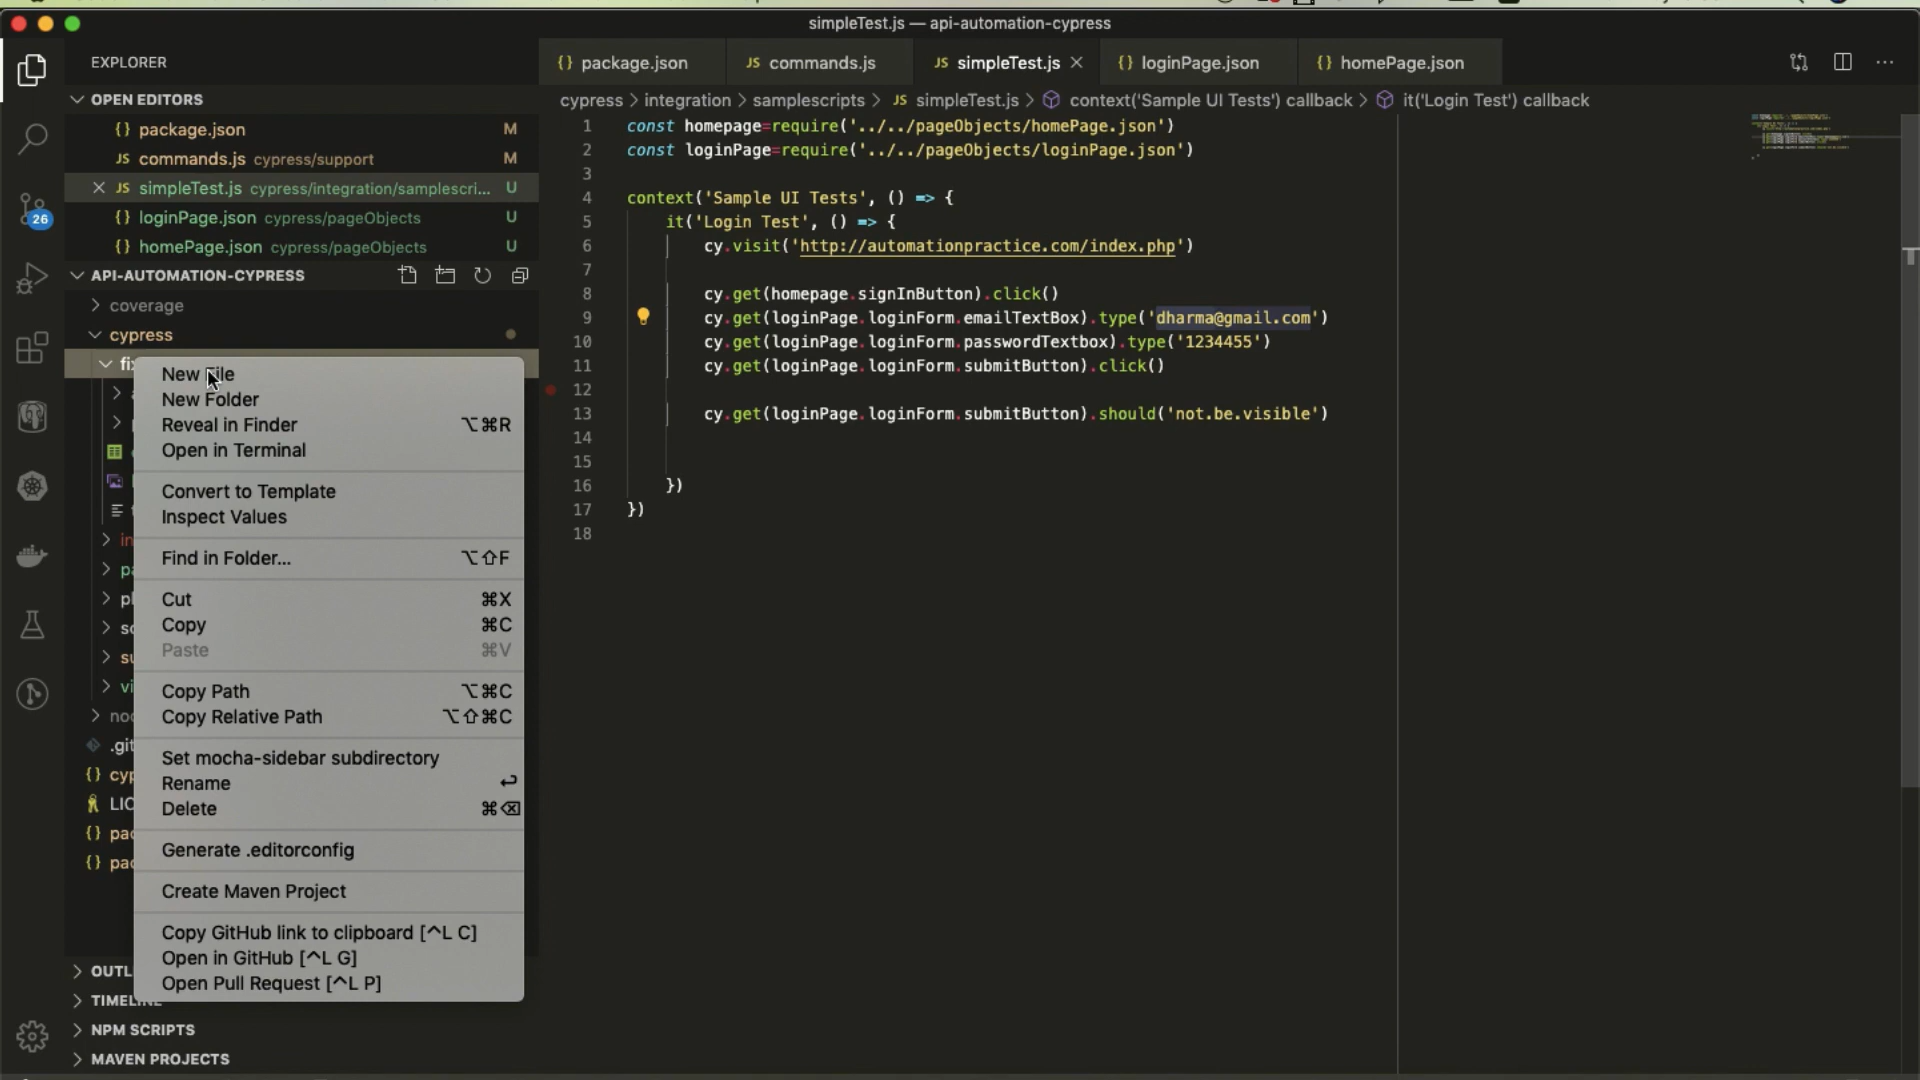 simpleTest.js — api-automation-cypress
EXPLORER
OPEN EDITORS
{} package.json M
JS commands.js cypress/support M
JS simpleTest.js cypress/integration/samplescri... U
{} loginPage.json cypress/pageObjects U
{} homePage.json cypress/pageObjects U
API-AUTOMATION-CYPRESS
coverage
cypress
26
New File
New Folder
Reveal in Finder ⌥⌘R
Open in Terminal
Convert to Template
Inspect Values
Find in Folder... ⌥⇧F
Cut ⌘X
Copy ⌘C
Paste ⌘V
Copy Path ⌥⌘C
Copy Relative Path ⌥⇧⌘C
Set mocha-sidebar subdirectory
Rename ↩
Delete ⌘⌫
Generate .editorconfig
Create Maven Project
Copy GitHub link to clipboard [^L C]
Open in GitHub [^L G]
Open Pull Request [^L P]
TIMELINE
NPM SCRIPTS
MAVEN PROJECTS
{} package.json
JS commands.js
JS simpleTest.js
{} loginPage.json
{} homePage.json
cypress > integration > samplescripts > JS simpleTest.js > context('Sample UI Tests') callback > it('Login Test') callback
1 const homepage=require('../../pageObjects/homePage.json')
2 const loginPage=require('../../pageObjects/loginPage.json')
3
4 context('Sample UI Tests', () => {
5 it('Login Test', () => {
6 cy.visit('http://automationpractice.com/index.php')
7
8 cy.get(homepage.signInButton).click()
9 cy.get(loginPage.loginForm.emailTextBox).type('dharma@gmail.com')
10 cy.get(loginPage.loginForm.passwordTextbox).type('1234455')
11 cy.get(loginPage.loginForm.submitButton).click()
12
13 cy.get(loginPage.loginForm.submitButton).should('not.be.visible')
14
15
16 })
17 })
18